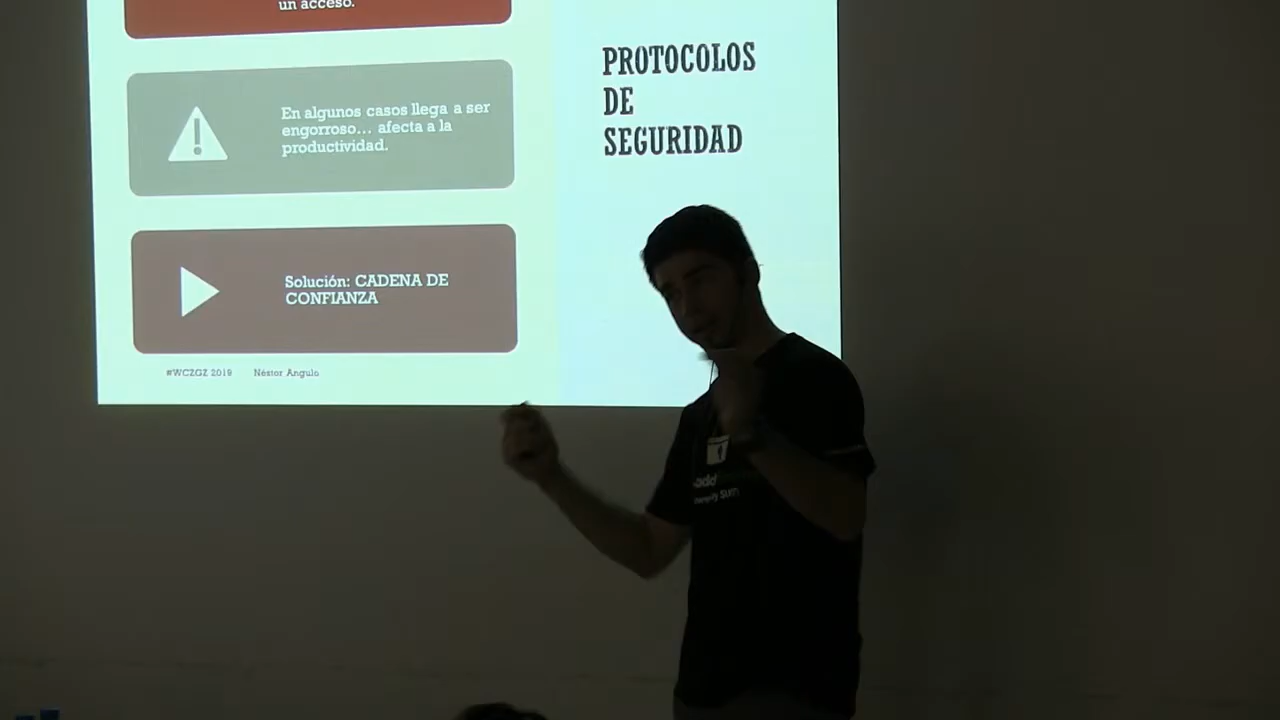 un acceso.
En algunos casos llega a ser
engorroso... afecta a la
productividad.
Solución: CADENA DE
CONFIANZA
#WCZGZ 2019 Néstor Angulo
PROTOCOLOS
DE
SEGURIDAD